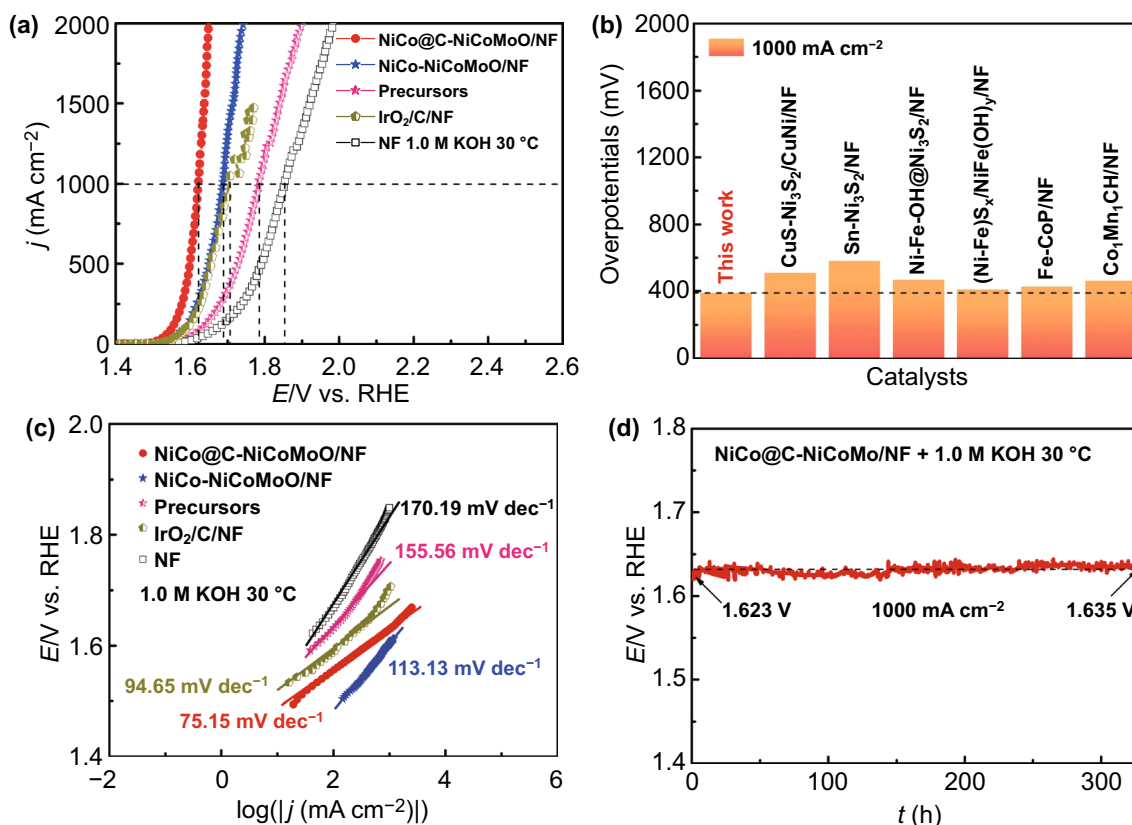 (a)
2000
1500
1000
500
0
1.4 1.6 1.8 2.0 2.2 2.4 2.6
j (mA cm⁻²)
E/V vs. RHE
NiCo@C-NiCoMoO/NF
NiCo-NiCoMoO/NF
Precursors
IrO₂/C/NF
NF 1.0 M KOH 30 °C
(b)
2000
1600
1200
800
400
0
Overpotentials (mV)
Catalysts
1000 mA cm⁻²
This work
CuS-Ni₃S₂/CuNi/NF
Sn-Ni₃S₂/NF
Ni-Fe-OH@Ni₃S₂/NF
(Ni-Fe)Sₓ/NiFe(OH)ᵧ/NF
Fe-CoP/NF
Co₁Mn₁CH/NF
(c)
2.0
1.8
1.6
1.4
−2 0 2 4 6
E/V vs. RHE
log(|j (mA cm⁻²)|)
NiCo@C-NiCoMoO/NF
NiCo-NiCoMoO/NF
Precursors
IrO₂/C/NF
NF
1.0 M KOH 30 °C
170.19 mV dec⁻¹
155.56 mV dec⁻¹
94.65 mV dec⁻¹
113.13 mV dec⁻¹
75.15 mV dec⁻¹
(d)
1.8
1.7
1.6
1.5
1.4
0 100 200 300
E/V vs. RHE
t (h)
NiCo@C-NiCoMo/NF + 1.0 M KOH 30 °C
1.623 V
1000 mA cm⁻²
1.635 V